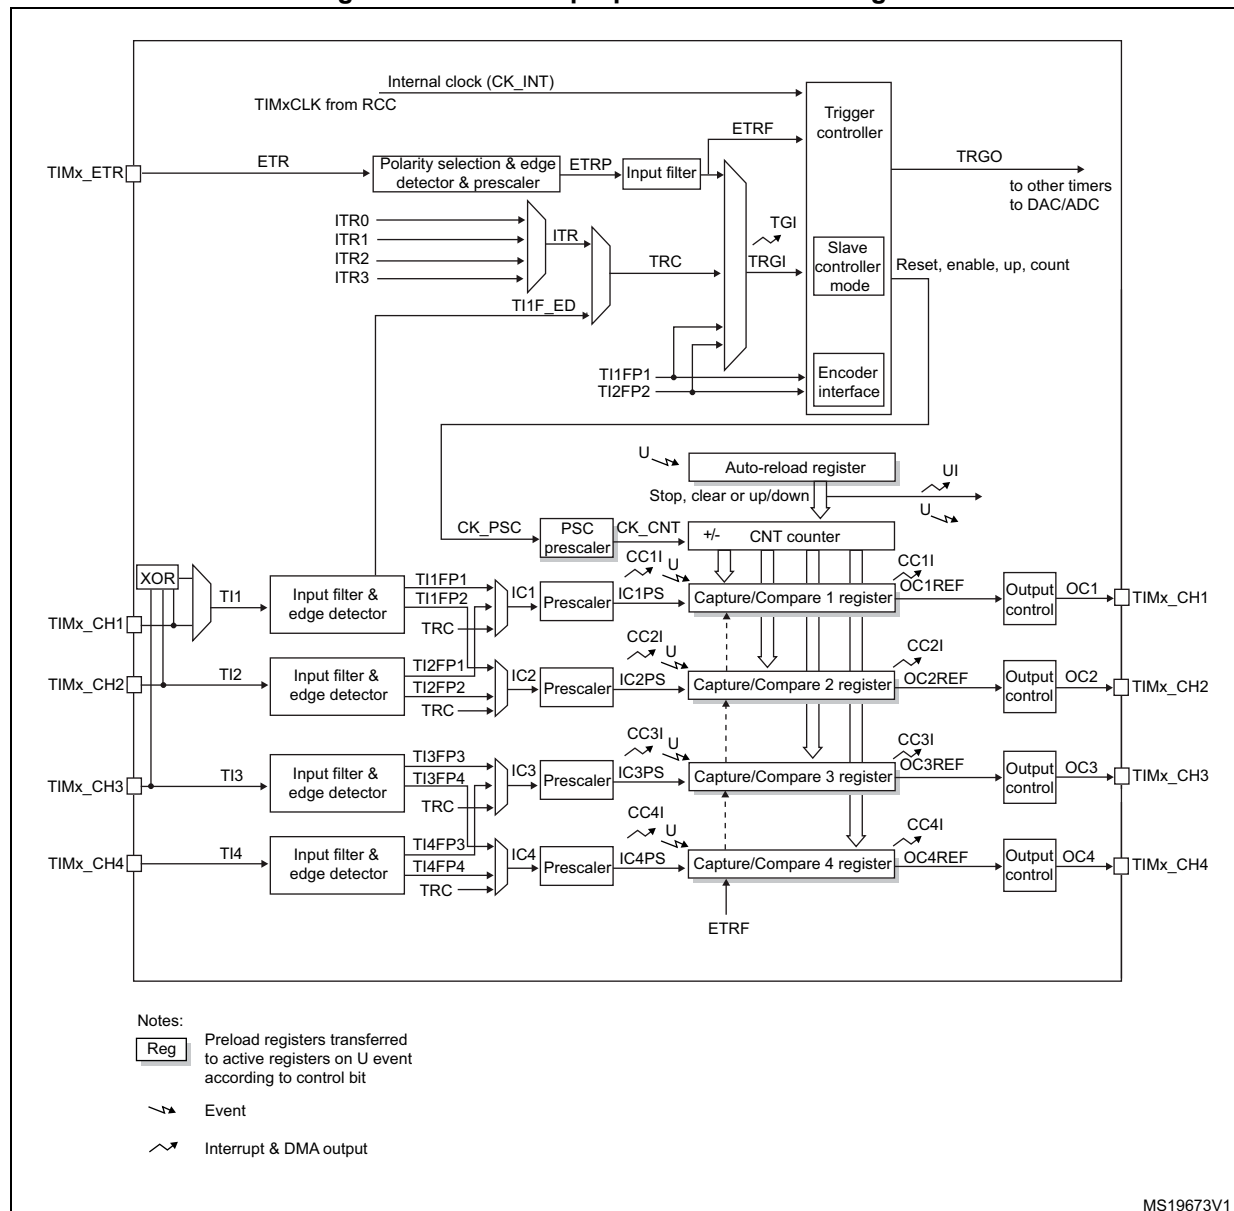 Internal clock (CK_INT)
TIMxCLK from RCC
Trigger
controller
ETRF
TIMx_ETR
ETR
Polarity selection & edge
detector & prescaler
ETRP
Input filter
TRGO
to other timers
to DAC/ADC
ITR0
ITR1
ITR2
ITR3
ITR
TRC
TGI
TRGI
Slave
controller
mode
Reset, enable, up, count
TI1F_ED
TI1FP1
TI2FP2
Encoder
interface
U
Auto-reload register
Stop, clear or up/down
UI
U
CK_PSC
PSC
prescaler
CK_CNT
+/-
CNT counter
XOR
TI1
TIMx_CH1
Input filter &
edge detector
TI1FP1
TI1FP2
TRC
IC1
Prescaler
IC1PS
CC1I
U
Capture/Compare 1 register
CC1I
OC1REF
Output
control
OC1
TIMx_CH1
TIMx_CH2
TI2
Input filter &
edge detector
TI2FP1
TI2FP2
TRC
IC2
Prescaler
IC2PS
CC2I
U
Capture/Compare 2 register
CC2I
OC2REF
Output
control
OC2
TIMx_CH2
TIMx_CH3
TI3
Input filter &
edge detector
TI3FP3
TI3FP4
TRC
IC3
Prescaler
IC3PS
CC3I
U
Capture/Compare 3 register
CC3I
OC3REF
Output
control
OC3
TIMx_CH3
TIMx_CH4
TI4
Input filter &
edge detector
TI4FP3
TI4FP4
TRC
IC4
Prescaler
IC4PS
CC4I
U
Capture/Compare 4 register
CC4I
OC4REF
Output
control
OC4
TIMx_CH4
ETRF
Notes:
Reg
Preload registers transferred
to active registers on U event
according to control bit
Event
Interrupt & DMA output
MS19673V1